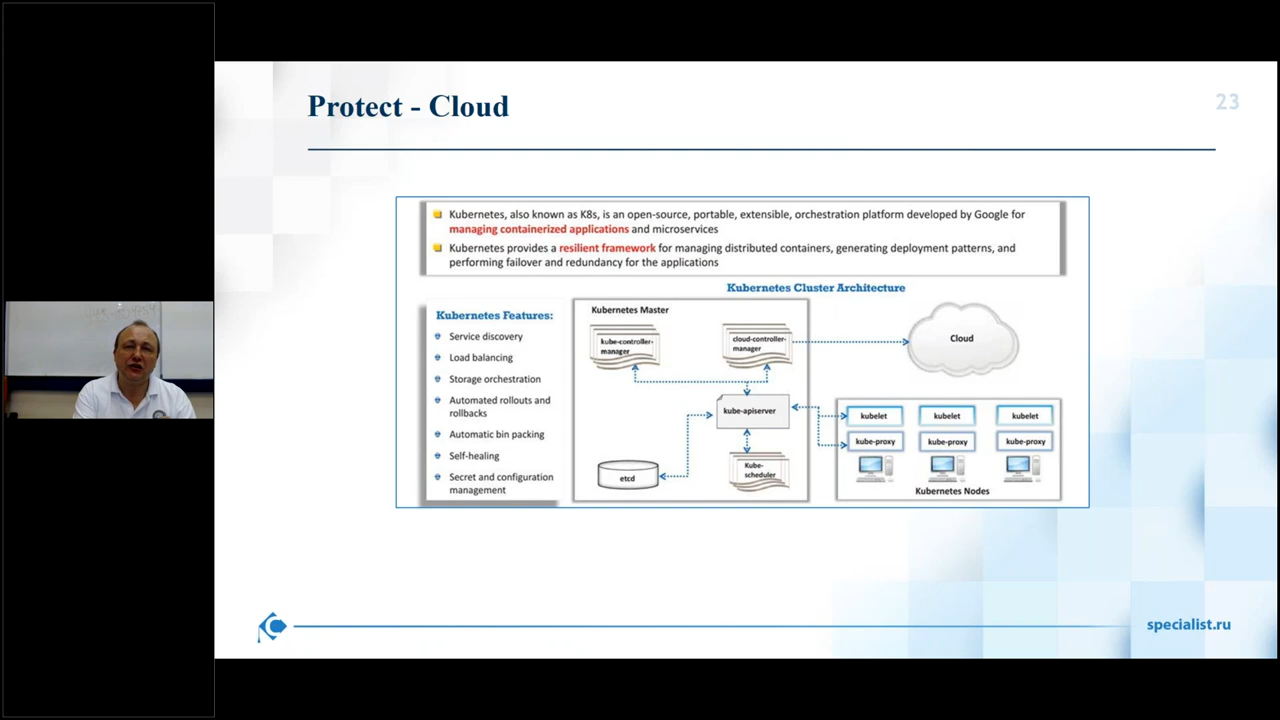 Protect - Cloud
23
Kubernetes, also known as K8s, is an open-source, portable, extensible, orchestration platform developed by Google for
managing containerized applications and microservices
Kubernetes provides a resilient framework for managing distributed containers, generating deployment patterns, and
performing failover and redundancy for the applications
Kubernetes Cluster Architecture
Kubernetes Features:
Service discovery
Load balancing
Storage orchestration
Automated rollouts and
rollbacks
Automatic bin packing
Self-healing
Secret and configuration
management
Kubernetes Master
kube-controller-
manager
cloud-controller-
manager
Cloud
kube-apiserver
etcd
Kube-
scheduler
kubelet kubelet kubelet
kube-proxy kube-proxy kube-proxy
Kubernetes Nodes
specialist.ru